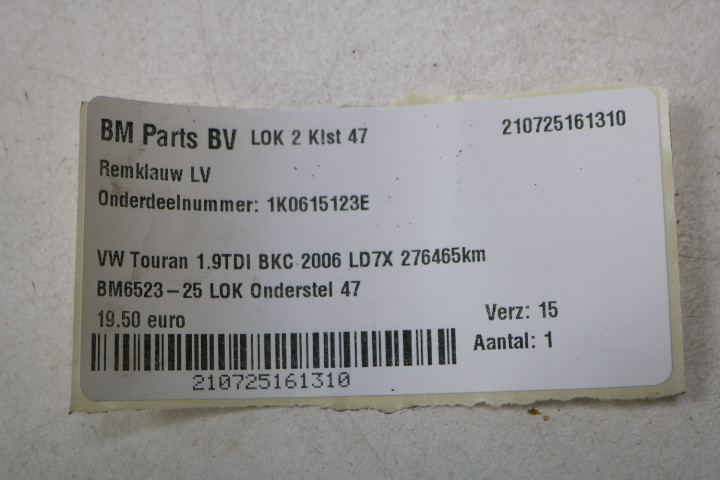 BM Parts BV LOK 2 Klst 47 210725161310
Remklauw LV
Onderdeelnummer: 1K0615123E
VW Touran 1.9TDI BKC 2006 LD7X 276465km
BM6523-25 LOK Onderstel 47
19.50 euro Verz: 15
Aantal: 1
210725161310